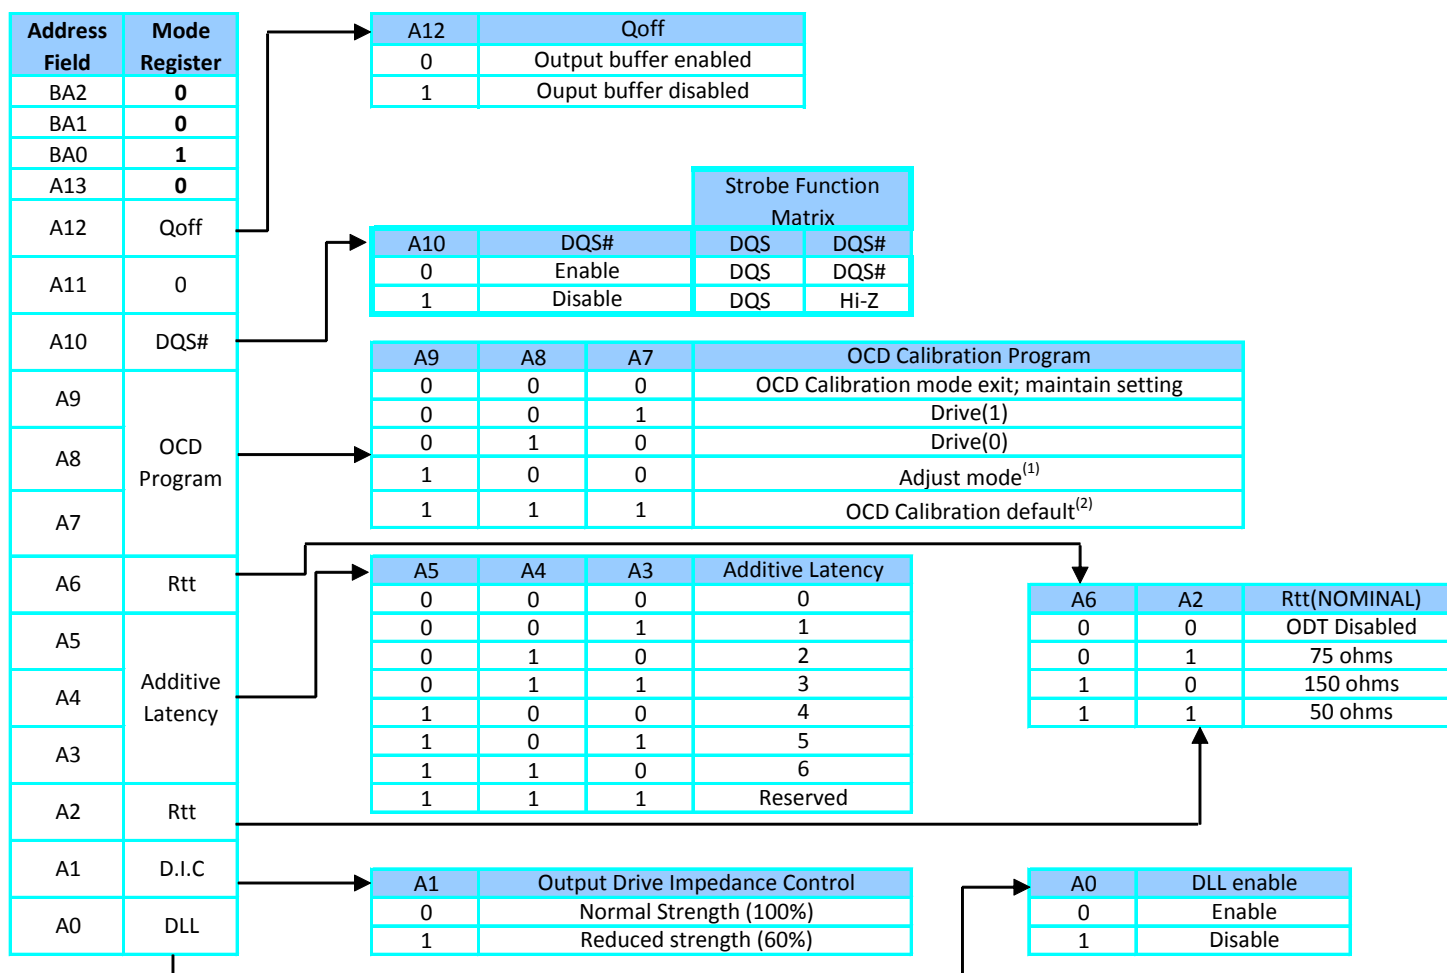 Address Field Mode Register
BA2 0
BA1 0
BA0 1
A13 0
A12 Qoff
A11 0
A10 DQS#
A9
A8
A7
OCD Program
A6 Rtt
A5
A4
A3
Additive Latency
A2 Rtt
A1 D.I.C
A0 DLL
A12 Qoff
0 Output buffer enabled
1 Ouput buffer disabled
Strobe Function Matrix
A10 DQS# DQS DQS#
0 Enable DQS DQS#
1 Disable DQS Hi-Z
A9 A8 A7 OCD Calibration Program
0 0 0 OCD Calibration mode exit; maintain setting
0 0 1 Drive(1)
0 1 0 Drive(0)
1 0 0 Adjust mode(1)
1 1 1 OCD Calibration default(2)
A5 A4 A3 Additive Latency
0 0 0 0
0 0 1 1
0 1 0 2
0 1 1 3
1 0 0 4
1 0 1 5
1 1 0 6
1 1 1 Reserved
A6 A2 Rtt(NOMINAL)
0 0 ODT Disabled
0 1 75 ohms
1 0 150 ohms
1 1 50 ohms
A1 Output Drive Impedance Control
0 Normal Strength (100%)
1 Reduced strength (60%)
A0 DLL enable
0 Enable
1 Disable